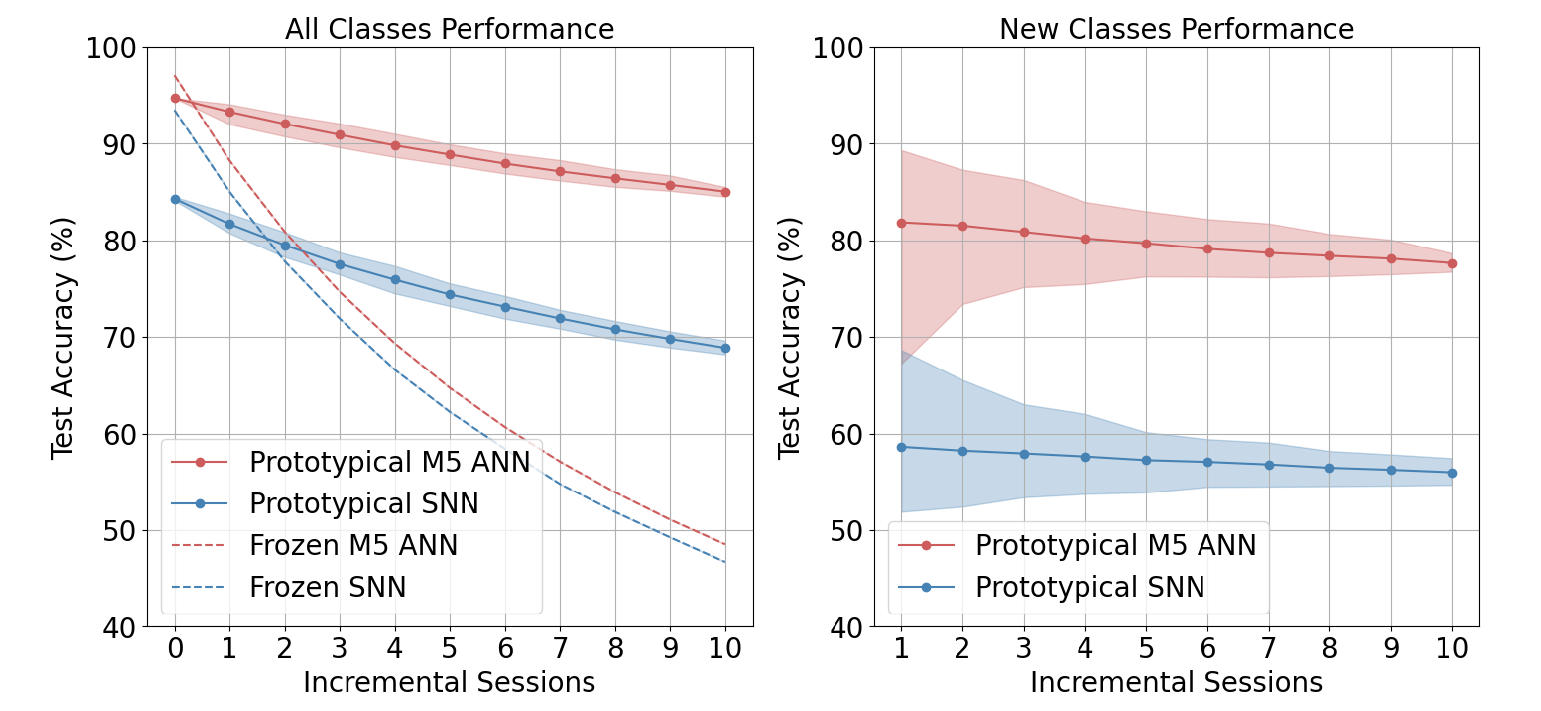 All Classes Performance
New Classes Performance
100
90
80
70
60
50
40
Test Accuracy (%)
Prototypical M5 ANN
Prototypical SNN
Frozen M5 ANN
Frozen SNN
0 1 2 3 4 5 6 7 8 9 10
Incremental Sessions
100
90
80
70
60
50
40
Test Accuracy (%)
Prototypical M5 ANN
Prototypical SNN
1 2 3 4 5 6 7 8 9 10
Incremental Sessions